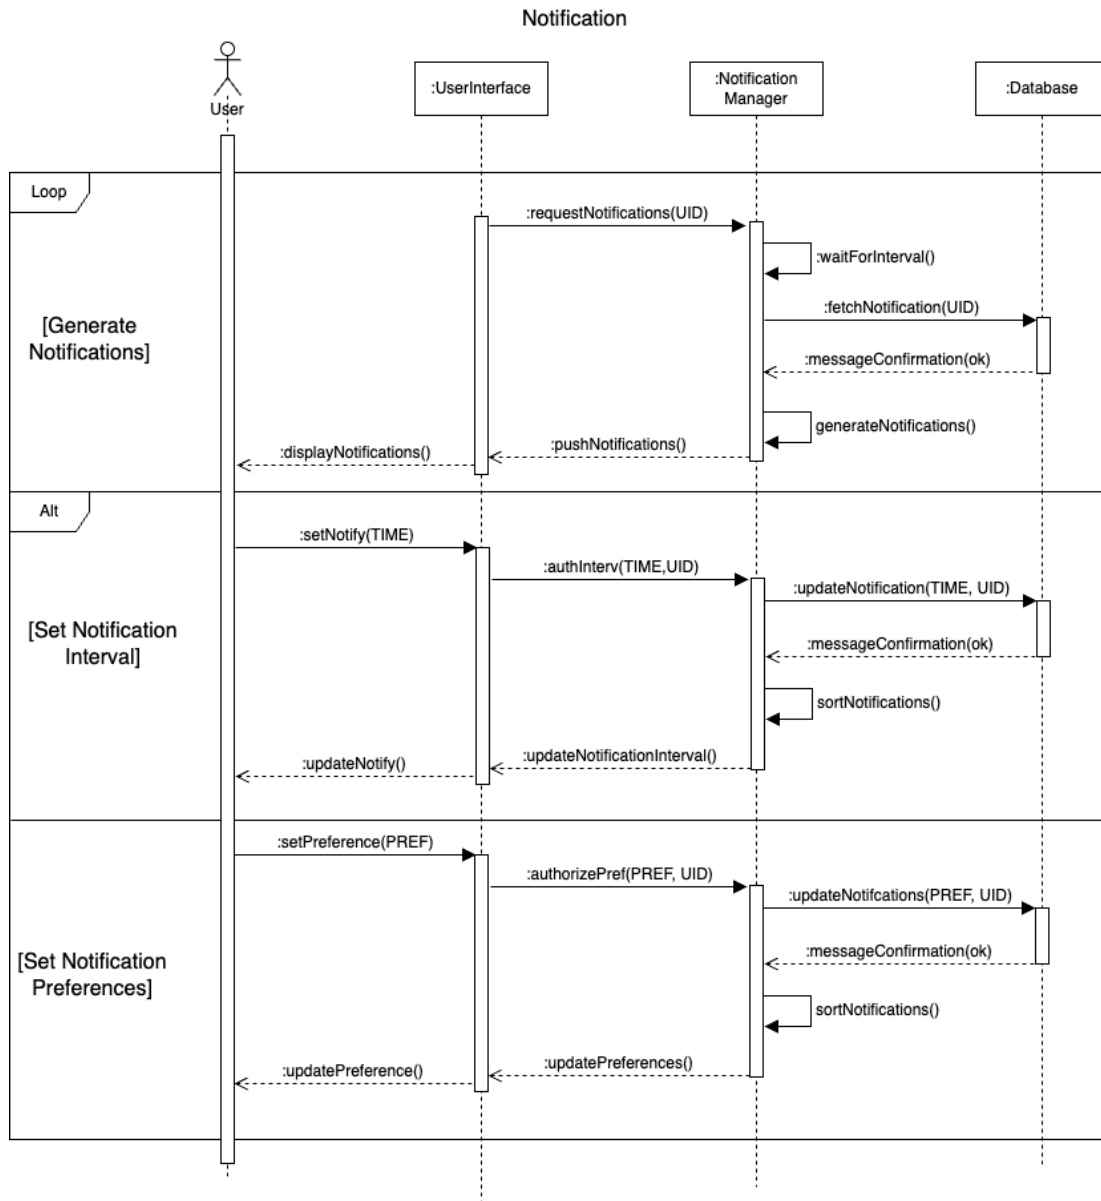 Notification
User
:UserInterface
:Notification
Manager
:Database
Loop
:requestNotifications(UID)
:waitForInterval()
[Generate
Notifications]
:fetchNotification(UID)
:messageConfirmation(ok)
generateNotifications()
:pushNotifications()
:displayNotifications()
Alt
:setNotify(TIME)
:authInterv(TIME,UID)
:updateNotification(TIME, UID)
[Set Notification
Interval]
:messageConfirmation(ok)
sortNotifications()
:updateNotificationInterval()
:updateNotify()
:setPreference(PREF)
:authorizePref(PREF, UID)
:updateNotifcations(PREF, UID)
[Set Notification
Preferences]
:messageConfirmation(ok)
sortNotifications()
:updatePreferences()
:updatePreference()